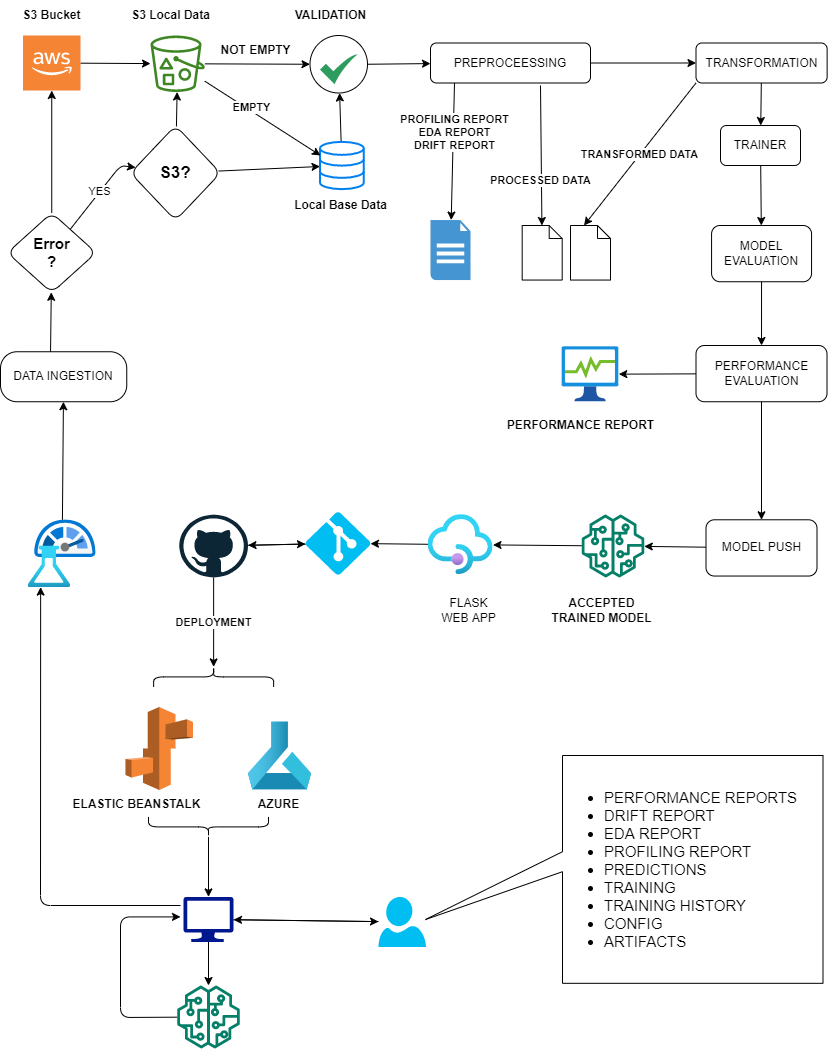 S3 Bucket
S3 Local Data
VALIDATION
aws
NOT EMPTY
PREPROCEESSING
TRANSFORMATION
EMPTY
PROFILING REPORT
EDA REPORT
DRIFT REPORT
TRAINER
TRANSFORMED DATA
S3?
PROCESSED DATA
YES
Local Base Data
Error
?
MODEL
EVALUATION
DATA INGESTION
PERFORMANCE
EVALUATION
PERFORMANCE REPORT
MODEL PUSH
FLASK
WEB APP
ACCEPTED
TRAINED MODEL
DEPLOYMENT
ELASTIC BEANSTALK
AZURE
• PERFORMANCE REPORTS
• DRIFT REPORT
• EDA REPORT
• PROFILING REPORT
• PREDICTIONS
• TRAINING
• TRAINING HISTORY
• CONFIG
• ARTIFACTS